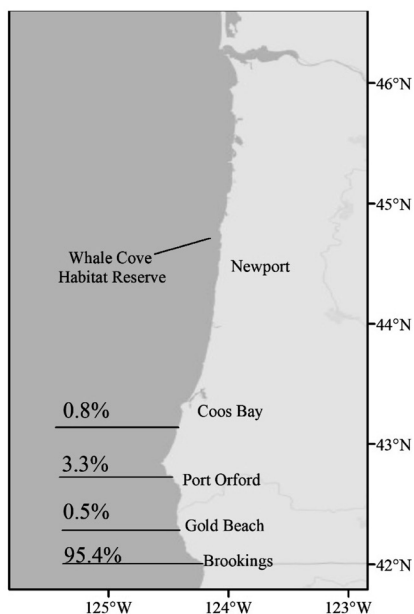 46°N
45°N
Whale Cove
Habitat Reserve
Newport
44°N
0.8%
Coos Bay
43°N
3.3%
Port Orford
0.5%
Gold Beach
95.4%
Brookings
42°N
125°W
124°W
123°W